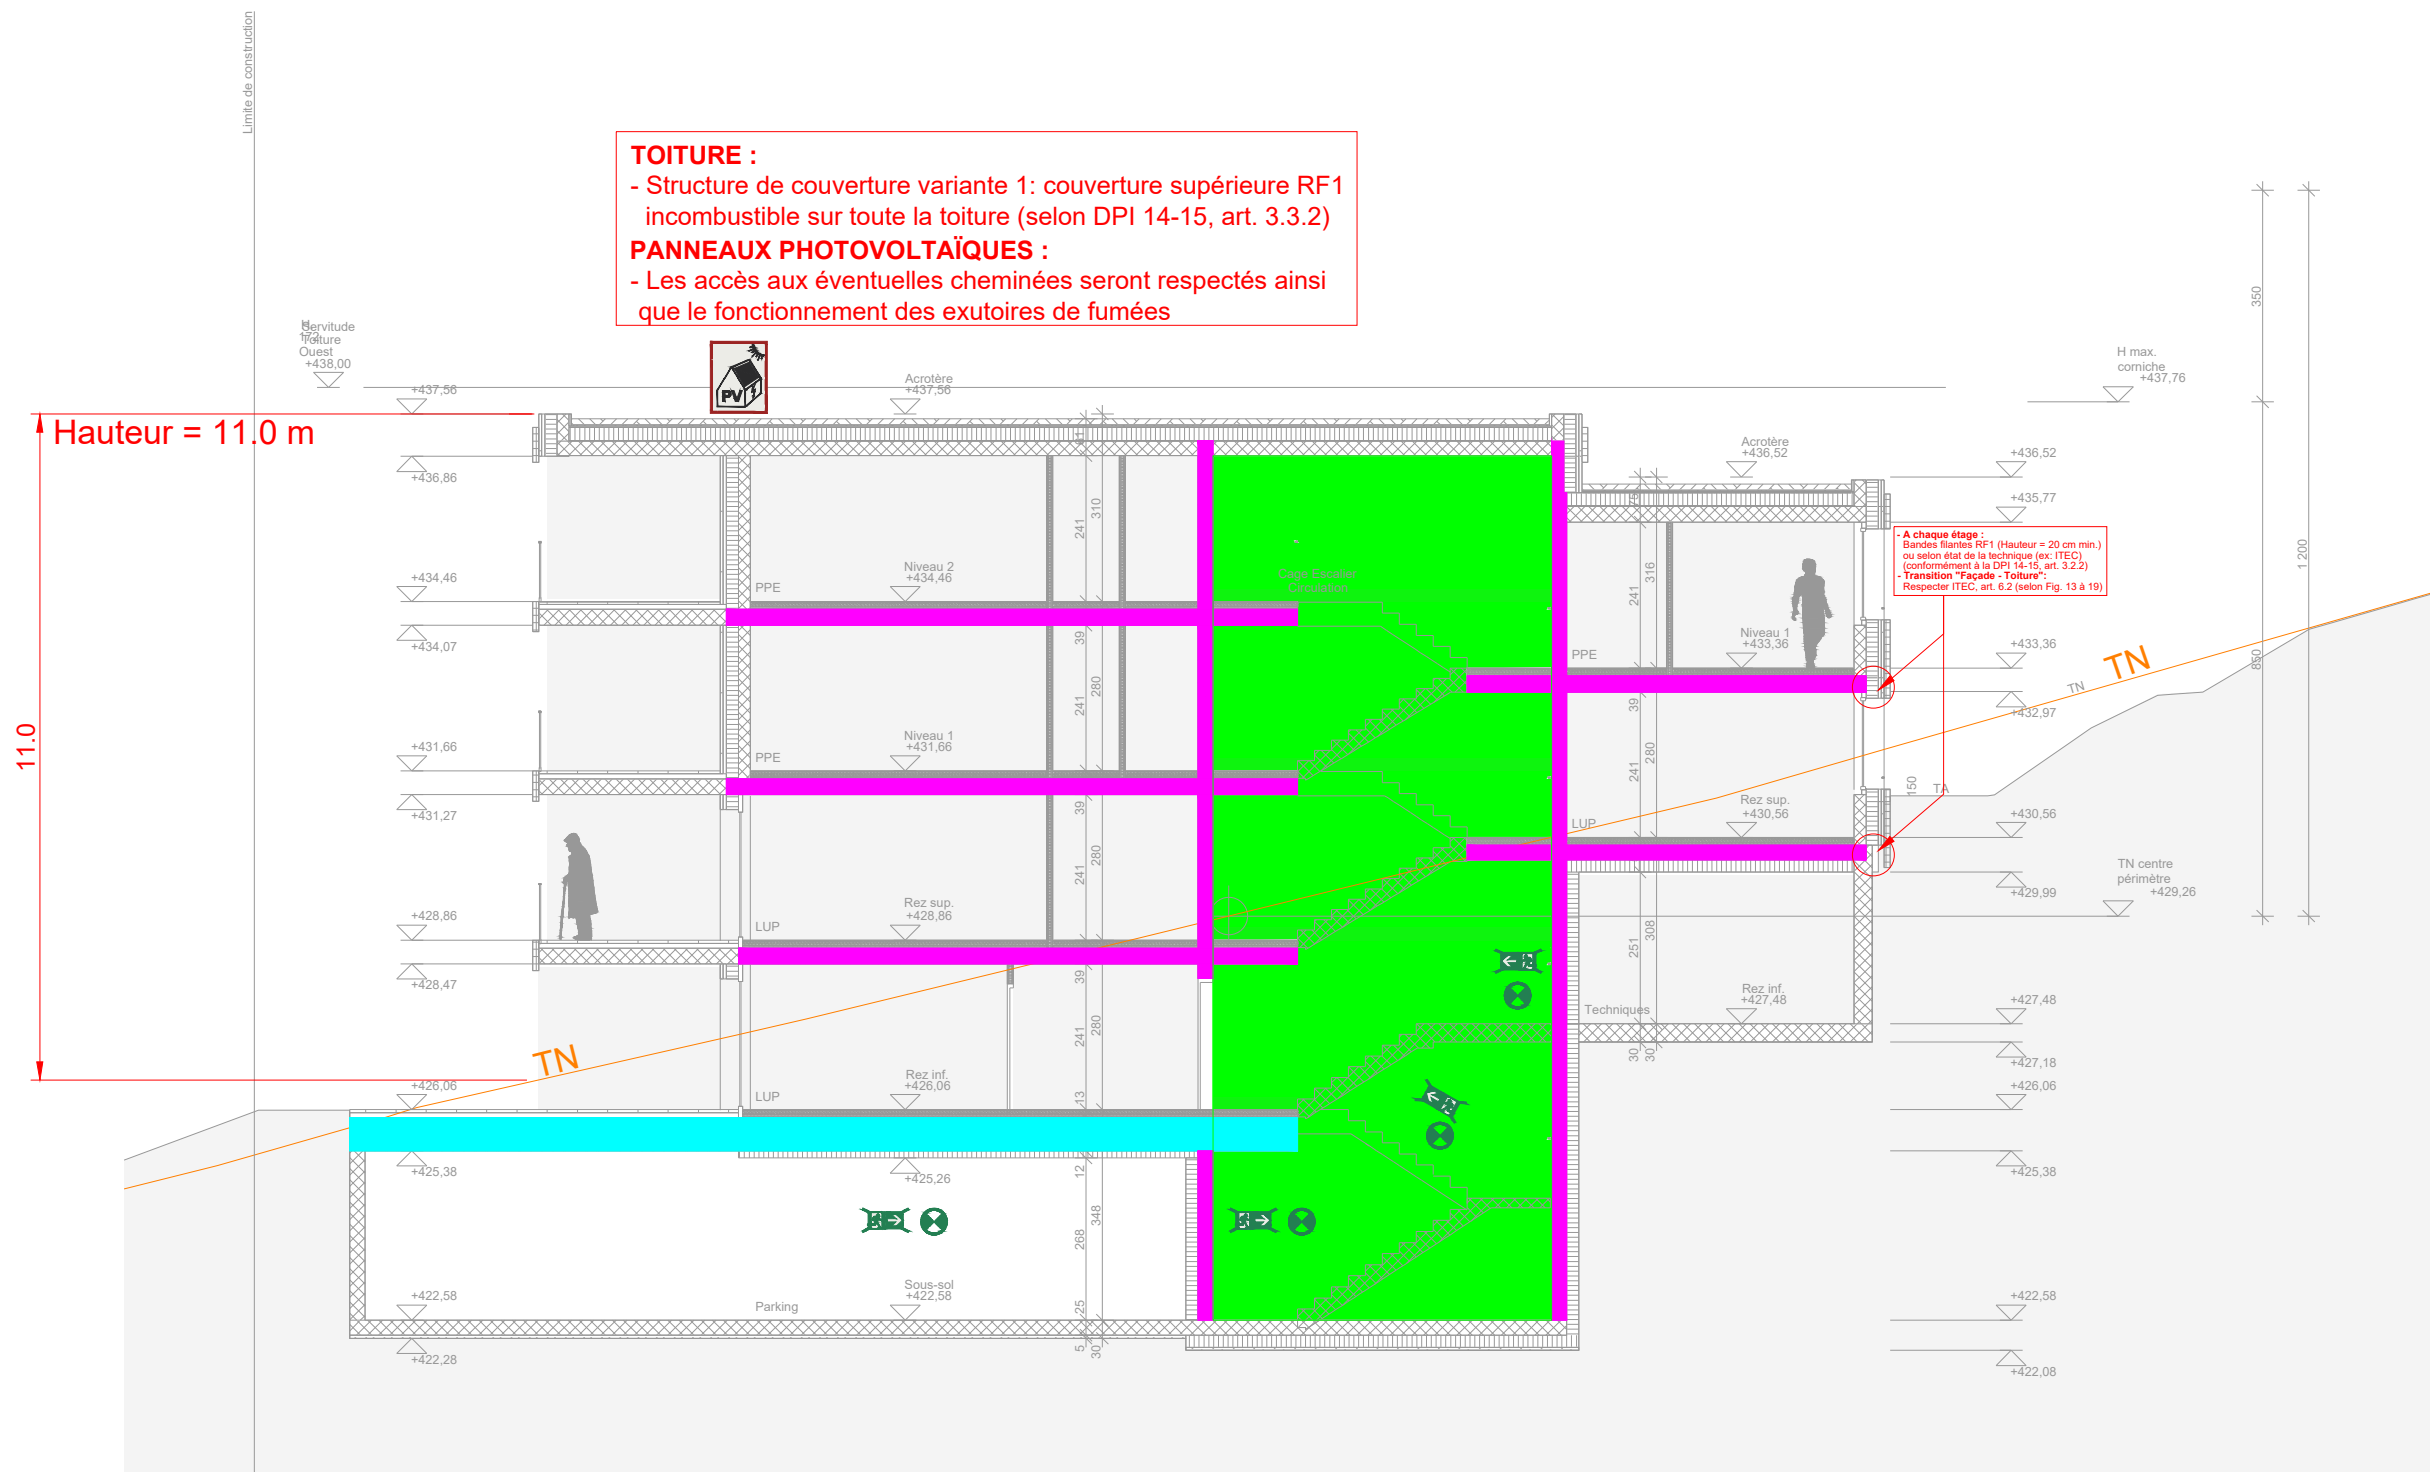 Limite de construction
TOITURE :
- Structure de couverture variante 1: couverture supérieure RF1
incombustible sur toute la toiture (selon DPI 14-15, art. 3.3.2)
PANNEAUX PHOTOVOLTAÏQUES :
- Les accès aux éventuelles cheminées seront respectés ainsi
que le fonctionnement des exutoires de fumées
Servitude
Toiture
Ouest
+438,00
PV
H max.
corniche
+437,76
350
1 200
850
Hauteur = 11.0 m
11.0
+437,56
Acrotère
+437,56
+436,86
Acrotère
+436,52
+436,52
+435,77
- A chaque étage :
Bandes filantes RF1 (Hauteur = 20 cm min.)
ou selon état de la technique (ex: ITEC)
(conformément à la DPI 14-15, art. 3.2.2)
- Transition "Façade - Toiture":
Respecter ITEC, art. 6.2 (selon Fig. 13 à 19)
241
310
75
241
316
+434,46
PPE
Niveau 2
+434,46
+434,07
39
PPE
Niveau 1
+433,36
+433,36
TN
TN
+432,97
241
280
39
241
280
+431,66
PPE
Niveau 1
+431,66
+431,27
39
150
TA
LUP
Rez sup.
+430,56
+430,56
241
280
TN centre
périmètre
+429,26
+429,99
+428,86
LUP
Rez sup.
+428,86
+428,47
39
251
308
Techniques
Rez inf.
+427,48
+427,48
+427,18
30
30
TN
241
280
13
+426,06
LUP
Rez inf.
+426,06
+426,06
+425,38
+425,26
+425,38
12
268
348
25
+422,58
Parking
Sous-sol
+422,58
+422,58
+422,28
5
30
+422,08